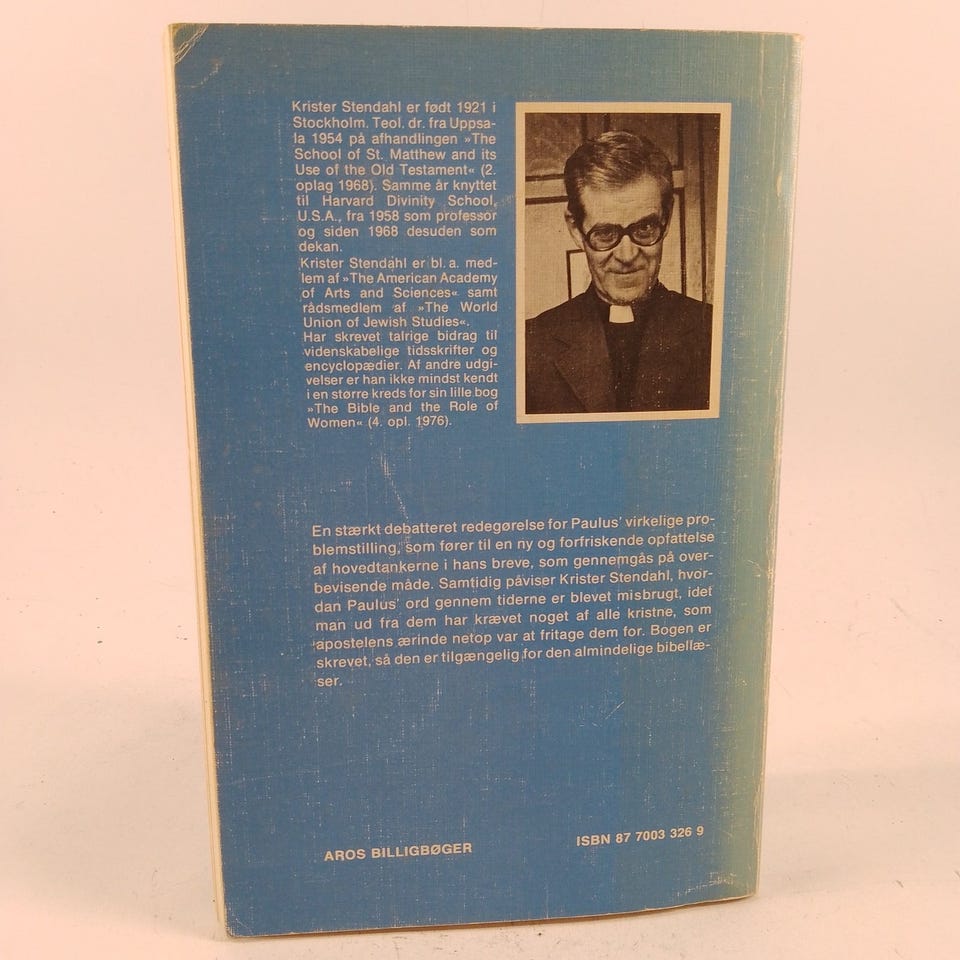 Krister Stendahl er født 1921 i
Stockholm. Teol. dr. fra Uppsa-
la 1954 på afhandlingen »The
School of St. Matthew and its
Use of the Old Testament« (2.
oplag 1968). Samme år knyttet
til Harvard Divinity School,
U.S.A., fra 1958 som professor
og siden 1968 desuden som
dekan.
Krister Stendahl er bl. a. med-
lem af »The American Academy
of Arts and Sciences« samt
rådsmedlem af »The World
Union of Jewish Studies«.
Har skrevet talrige bidrag til
videnskabelige tidsskrifter og
encyclopædier. Af andre udgi-
velser er han ikke mindst kendt
i en større kreds for sin lille bog
»The Bible and the Role of
Women« (4. opl. 1976).
En stærkt debatteret redegørelse for Paulus' virkelige pro-
blemstilling, som fører til en ny og forfriskende opfattelse
af hovedtankerne i hans breve, som gennemgås på over-
bevisende måde. Samtidig påviser Krister Stendahl, hvor-
dan Paulus' ord gennem tiderne er blevet misbrugt, idet
man ud fra dem har krævet noget af alle kristne, som
apostelens ærinde netop var at fritage dem for. Bogen er
skrevet, så den er tilgængelig for den almindelige bibellæ-
ser.
AROS BILLIGBØGER
ISBN 87 7003 326 9